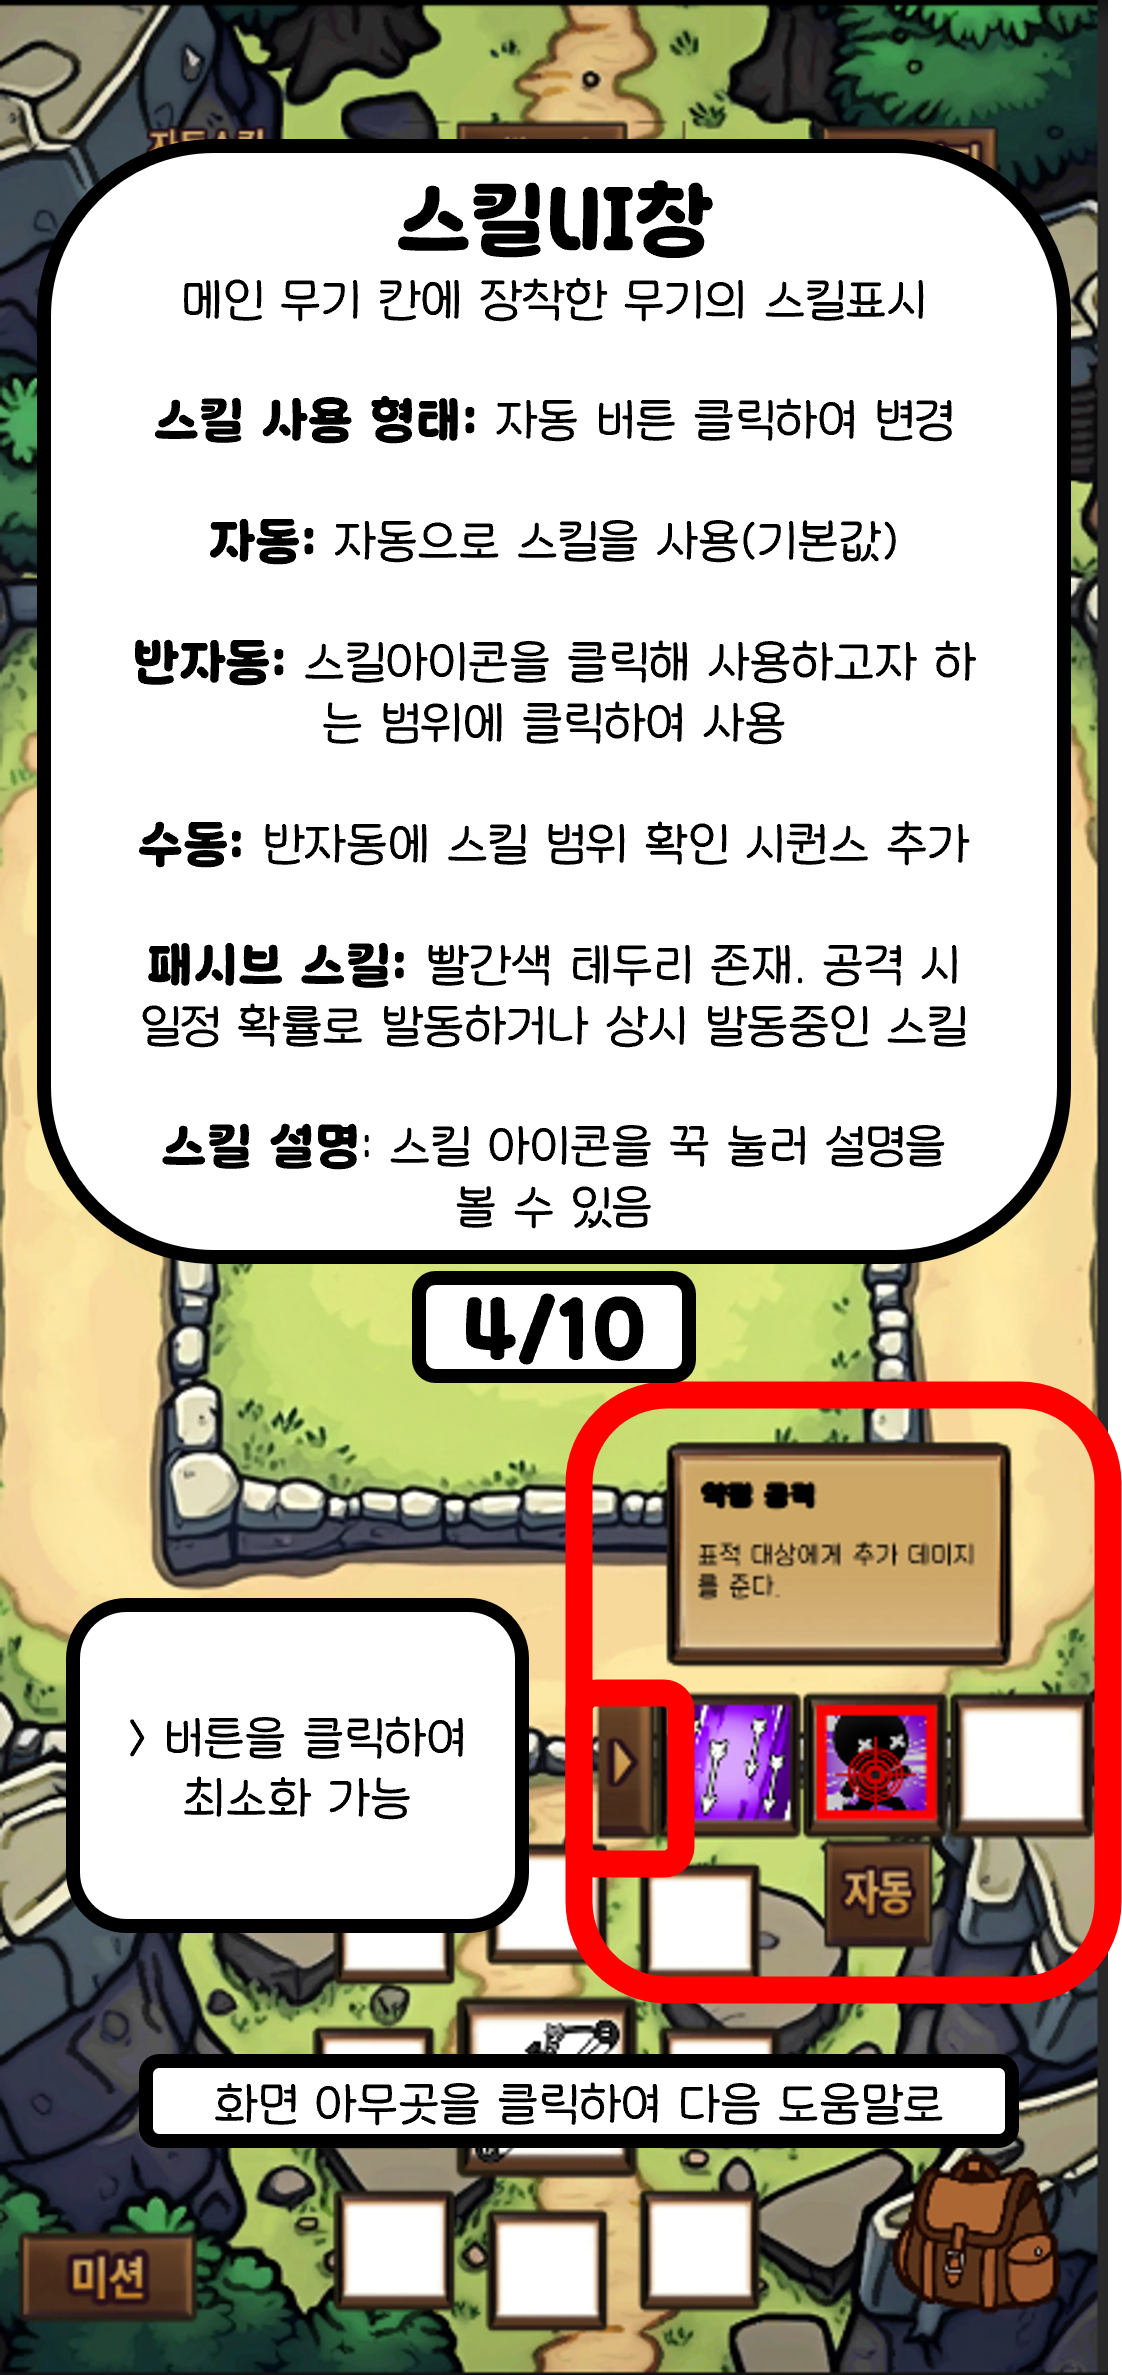 스킬UI창
메인 무기 칸에 장착한 무기의 스킬표시
스킬 사용 형태: 자동 버튼 클릭하여 변경
자동: 자동으로 스킬을 사용(기본값)
반자동: 스킬아이콘을 클릭해 사용하고자 하
는 범위에 클릭하여 사용
수동: 반자동에 스킬 범위 확인 시퀀스 추가
패시브 스킬: 빨간색 테두리 존재. 공격 시
일정 확률로 발동하거나 상시 발동중인 스킬
스킬 설명: 스킬 아이콘을 꾹 눌러 설명을
볼 수 있음
4/10
공격
표적 대상에게 추가 데미지
를 준다.
> 버튼을 클릭하여
최소화 가능
자동
화면 아무곳을 클릭하여 다음 도움말로
미션